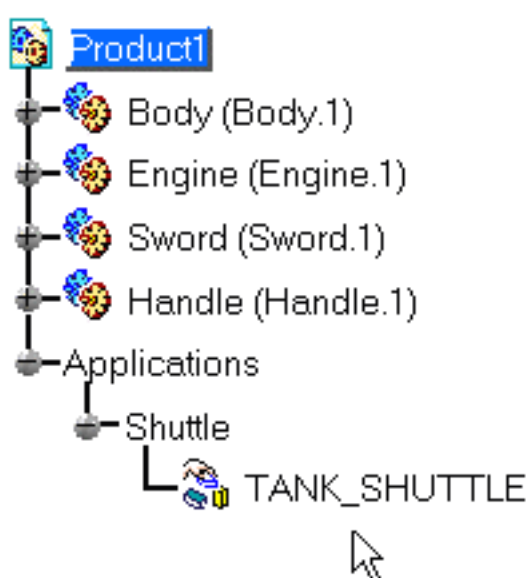 Product1
Body (Body.1)
Engine (Engine.1)
Sword (Sword.1)
Handle (Handle.1)
Applications
Shuttle
TANK_SHUTTLE